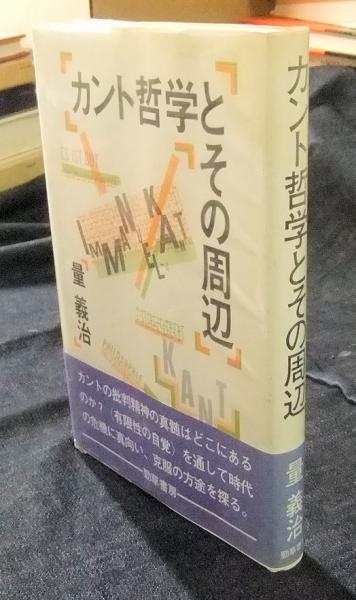 カント哲学と
その周辺
IMMANUEL
KANT
量 義治
KANT
カントの批判精神の真髄はどこにある
のか?〈有限性の自覚〉を通して時代
の危機に真向い、克服の方途を探る。
勁草書房
カント哲学とその周辺
量 義治
勁草書